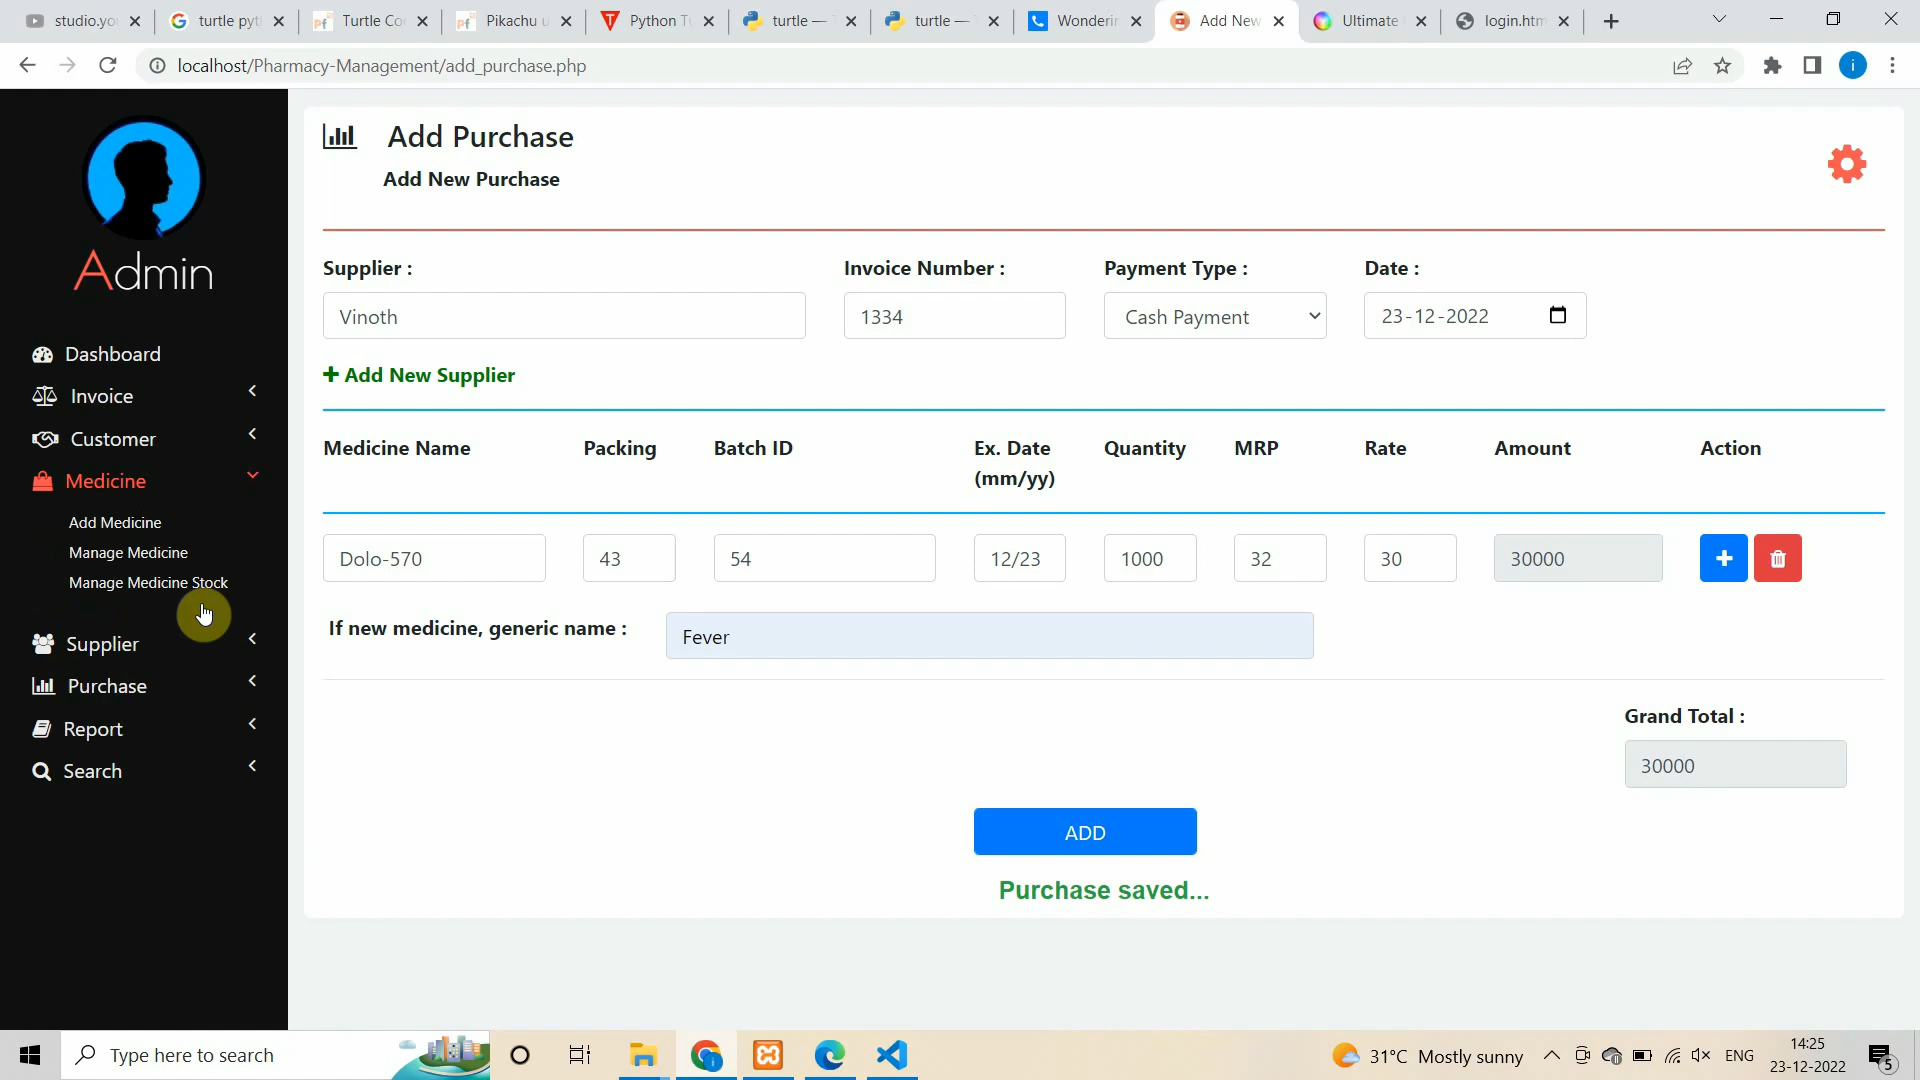 studio.yo
turtle pyt
Turtle Co
Pikachu u
Python Tu
turtle —
turtle —
Wonderin
Add New
Ultimate
login.htm
localhost/Pharmacy-Management/add_purchase.php
i
Admin
Dashboard
Invoice
Customer
Medicine
Add Medicine
Manage Medicine
Manage Medicine Stock
Supplier
Purchase
Report
Search
Add Purchase
Add New Purchase
Supplier :
Invoice Number :
Payment Type :
Date :
Vinoth
1334
Cash Payment
23-12-2022
Add New Supplier
Medicine Name
Packing
Batch ID
Ex. Date
(mm/yy)
Quantity
MRP
Rate
Amount
Action
Dolo-570
43
54
12/23
1000
32
30
30000
If new medicine, generic name :
Fever
Grand Total :
30000
ADD
Purchase saved...
Type here to search
31°C Mostly sunny
ENG
14:25
23-12-2022
5